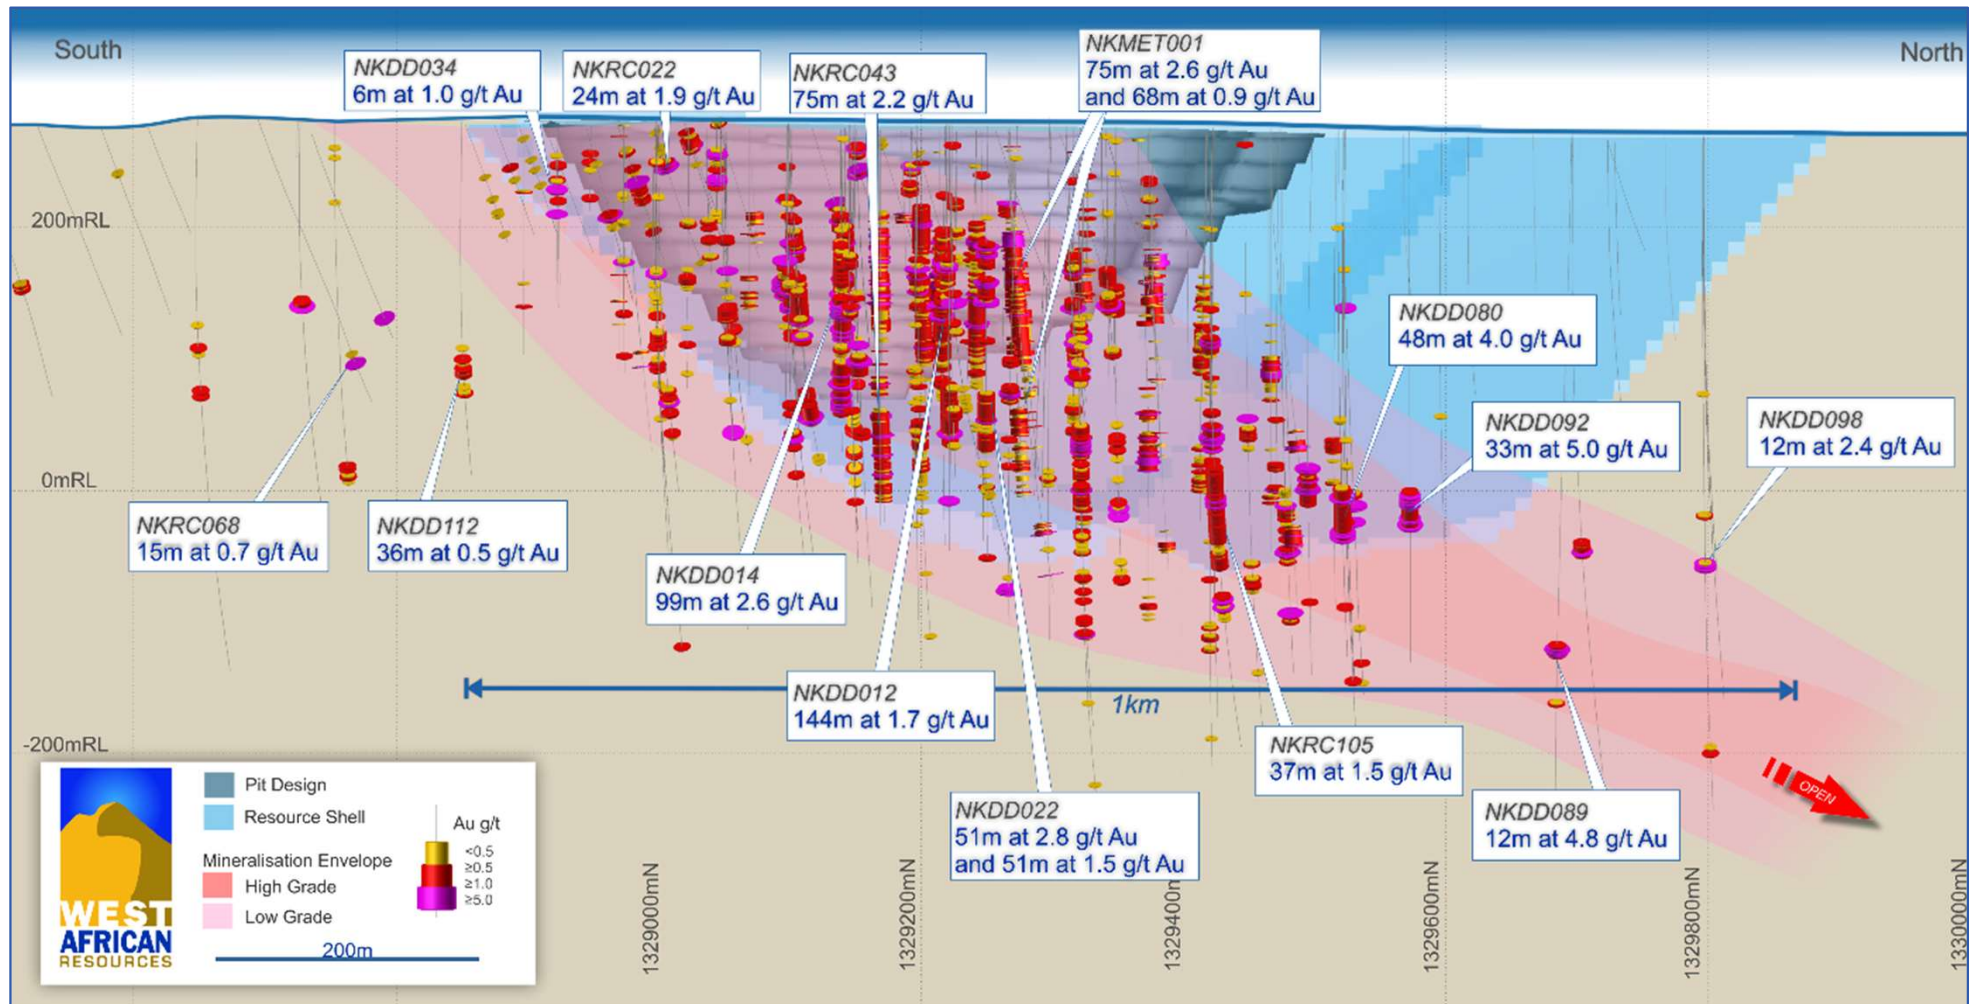 South
North
NKDD034
6m at 1.0 g/t Au
NKRC022
24m at 1.9 g/t Au
NKRC043
75m at 2.2 g/t Au
NKMET001
75m at 2.6 g/t Au
and 68m at 0.9 g/t Au
200mRL
NKDD080
48m at 4.0 g/t Au
NKDD092
33m at 5.0 g/t Au
NKDD098
12m at 2.4 g/t Au
0mRL
NKRC068
15m at 0.7 g/t Au
NKDD112
36m at 0.5 g/t Au
NKDD014
99m at 2.6 g/t Au
NKDD012
144m at 1.7 g/t Au
1km
NKRC105
37m at 1.5 g/t Au
NKDD022
51m at 2.8 g/t Au
and 51m at 1.5 g/t Au
NKDD089
12m at 4.8 g/t Au
OPEN
-200mRL
WEST
AFRICAN
RESOURCES
Pit Design
Resource Shell
Mineralisation Envelope
High Grade
Low Grade
Au g/t
<0.5
≥0.5
≥1.0
≥5.0
200m
1329000mN
1329200mN
1329400m
1329600mN
1329800mN
1330000mN